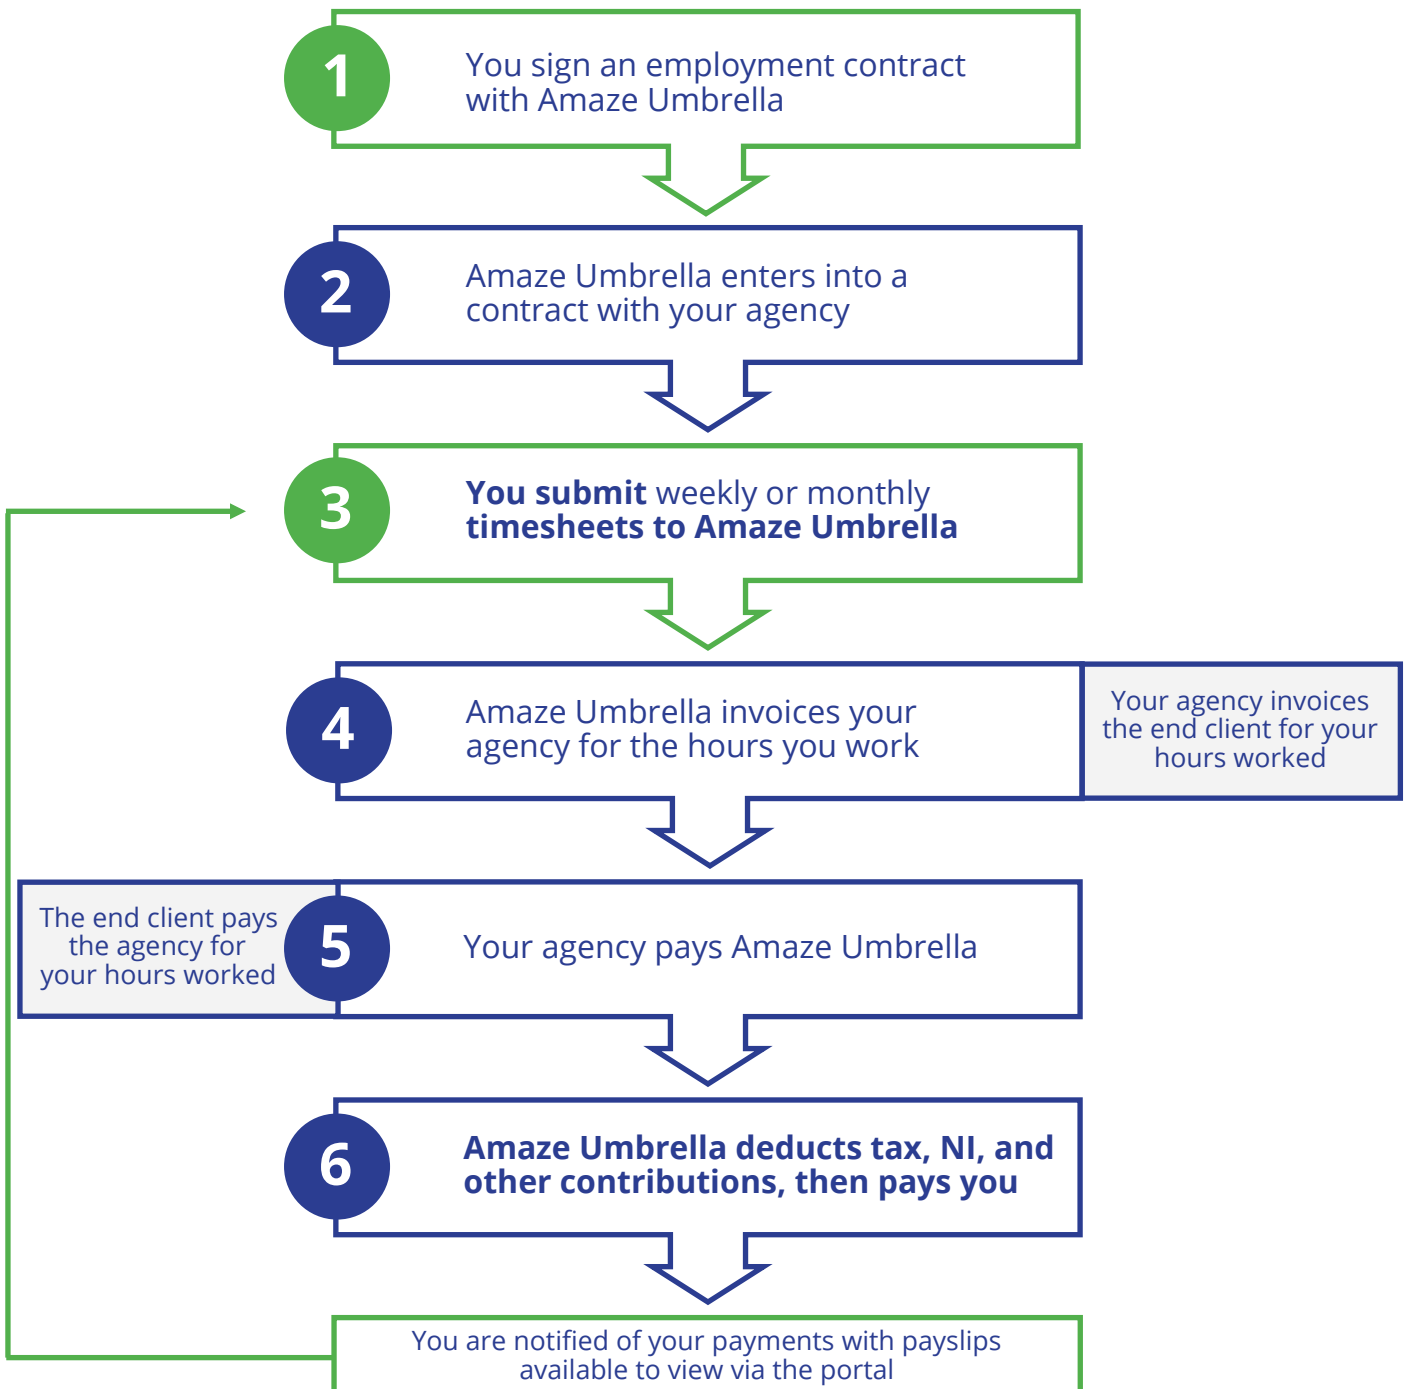 1
You sign an employment contract
with Amaze Umbrella
2
Amaze Umbrella enters into a
contract with your agency
3
You submit weekly or monthly
timesheets to Amaze Umbrella
4
Amaze Umbrella invoices your
agency for the hours you work
Your agency invoices
the end client for your
hours worked
The end client pays
the agency for
your hours worked
5
Your agency pays Amaze Umbrella
6
Amaze Umbrella deducts tax, NI, and
other contributions, then pays you
You are notified of your payments with payslips
available to view via the portal